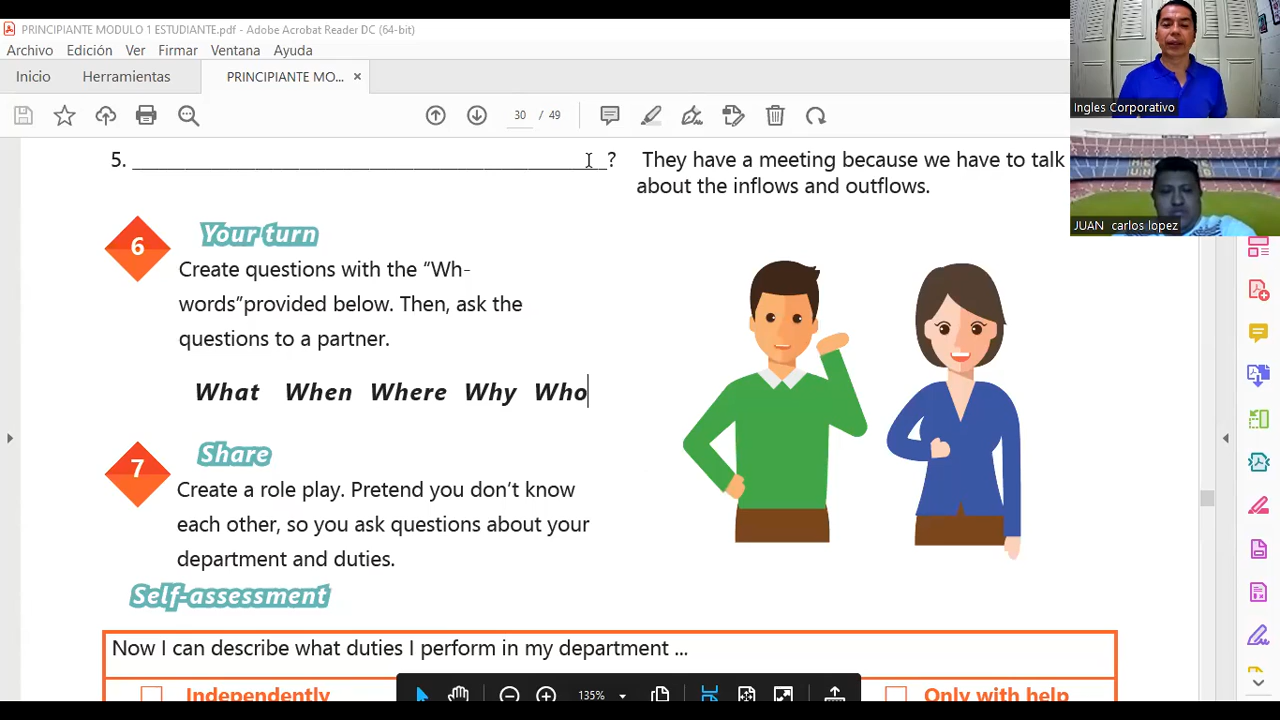 PRINCIPIANTE MODULO 1 ESTUDIANTE.pdf - Adobe Acrobat Reader DC (64-bit)
Archivo Edición Ver Firmar Ventana Ayuda
Inicio Herramientas PRINCIPIANTE MO... ×
30 / 49
Ingles Corporativo
JUAN carlos lopez
5. ____________________________________________? They have a meeting because we have to talk
about the inflows and outflows.
6 Your turn
Create questions with the “Wh-
words”provided below. Then, ask the
questions to a partner.
What When Where Why Who
7 Share
Create a role play. Pretend you don’t know
each other, so you ask questions about your
department and duties.
Self-assessment
Now I can describe what duties I perform in my department ...
Independently Only with help
135%